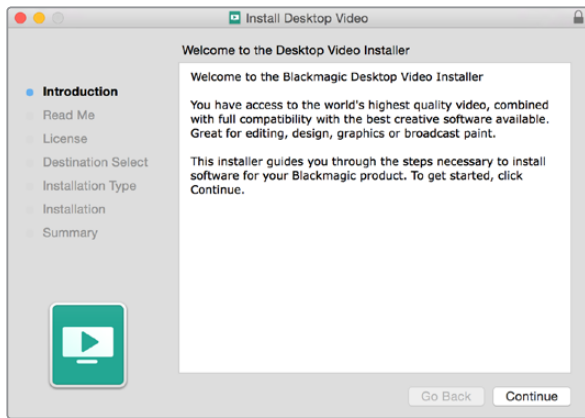 Install Desktop Video
Welcome to the Desktop Video Installer
Introduction
Read Me
License
Destination Select
Installation Type
Installation
Summary
Welcome to the Blackmagic Desktop Video Installer
You have access to the world's highest quality video, combined
with full compatibility with the best creative software available.
Great for editing, design, graphics or broadcast paint.
This installer guides you through the steps necessary to install
software for your Blackmagic product. To get started, click
Continue.
Go Back
Continue